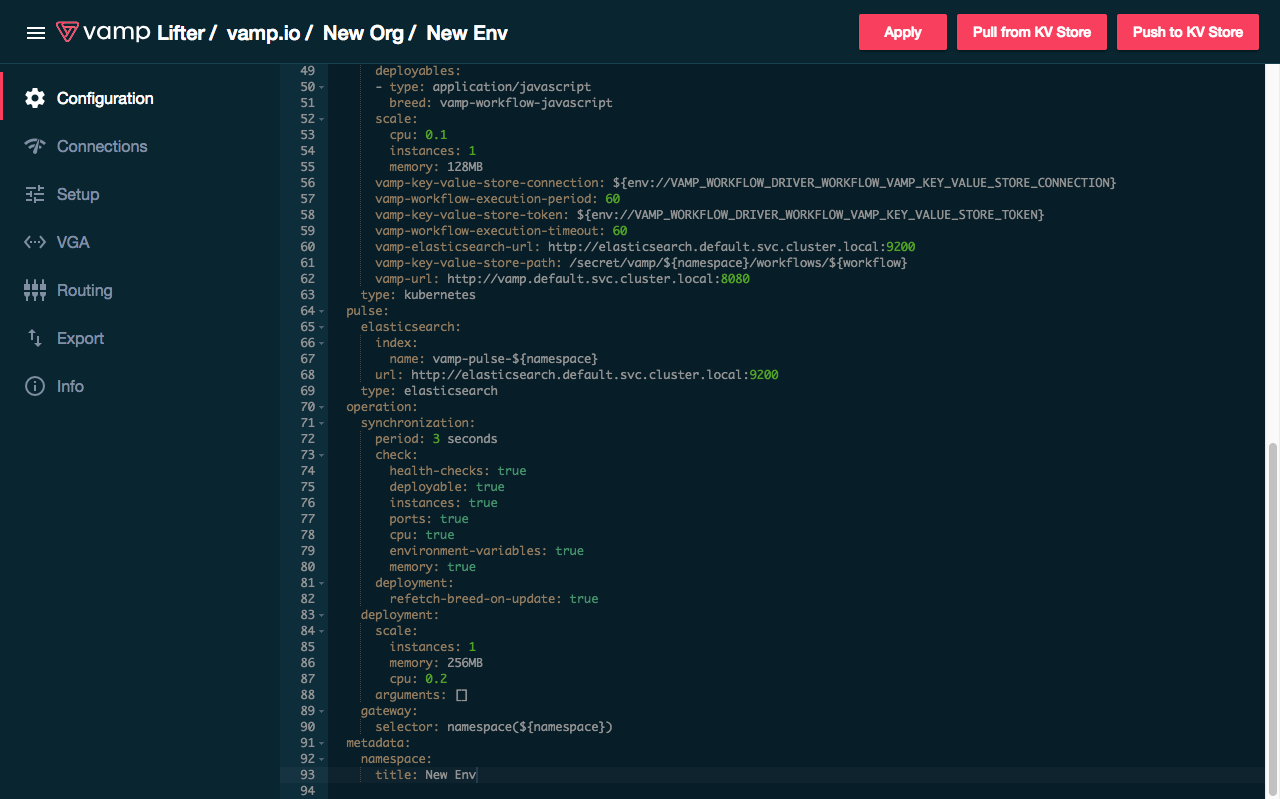 vamp Lifter / vamp.io / New Org / New Env
Apply
Pull from KV Store
Push to KV Store
Configuration
Connections
Setup
VGA
Routing
Export
Info
49 deployables:
50 - type: application/javascript
51 breed: vamp-workflow-javascript
52 scale:
53 cpu: 0.1
54 instances: 1
55 memory: 128MB
56 vamp-key-value-store-connection: ${env://VAMP_WORKFLOW_DRIVER_WORKFLOW_VAMP_KEY_VALUE_STORE_CONNECTION}
57 vamp-workflow-execution-period: 60
58 vamp-key-value-store-token: ${env://VAMP_WORKFLOW_DRIVER_WORKFLOW_VAMP_KEY_VALUE_STORE_TOKEN}
59 vamp-workflow-execution-timeout: 60
60 vamp-elasticsearch-url: http://elasticsearch.default.svc.cluster.local:9200
61 vamp-key-value-store-path: /secret/vamp/${namespace}/workflows/${workflow}
62 vamp-url: http://vamp.default.svc.cluster.local:8080
63 type: kubernetes
64 pulse:
65 elasticsearch:
66 index:
67 name: vamp-pulse-${namespace}
68 url: http://elasticsearch.default.svc.cluster.local:9200
69 type: elasticsearch
70 operation:
71 synchronization:
72 period: 3 seconds
73 check:
74 health-checks: true
75 deployable: true
76 instances: true
77 ports: true
78 cpu: true
79 environment-variables: true
80 memory: true
81 deployment:
82 refetch-breed-on-update: true
83 deployment:
84 scale:
85 instances: 1
86 memory: 256MB
87 cpu: 0.2
88 arguments: []
89 gateway:
90 selector: namespace(${namespace})
91 metadata:
92 namespace:
93 title: New Env
94